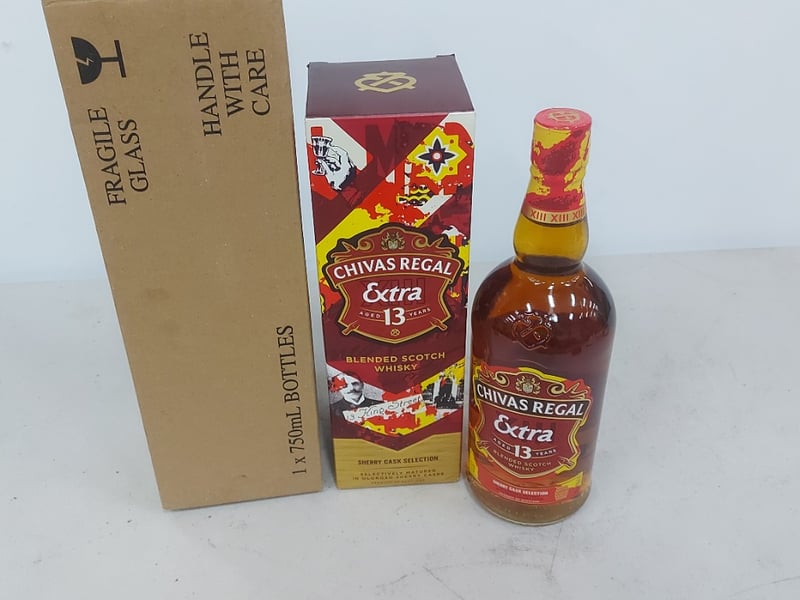 FRAGILE
GLASS
HANDLE
WITH
CARE
1 x 750mL BOTTLES
CHIVAS REGAL
Extra
AGED 13 YEARS
BLENDED SCOTCH
WHISKY
13 King Street
SHERRY CASK SELECTION
SELECTIVELY MATURED
IN OLOROSO SHERRY CASKS
XIII XIII XIII
CHIVAS REGAL
Extra
AGED 13 YEARS
BLENDED SCOTCH
WHISKY
SHERRY CASK SELECTION